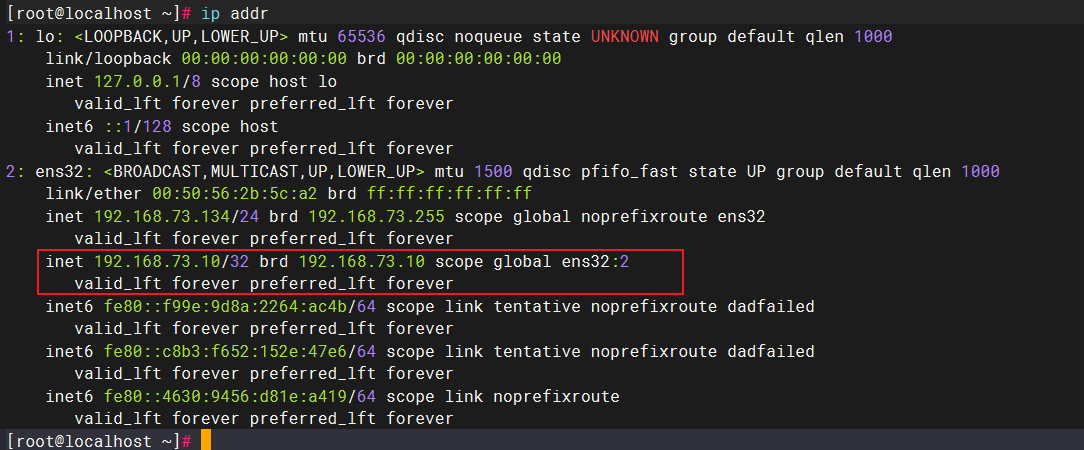 [root@localhost ~]# ip addr
1: lo: <LOOPBACK,UP,LOWER_UP> mtu 65536 qdisc noqueue state UNKNOWN group default qlen 1000
    link/loopback 00:00:00:00:00:00 brd 00:00:00:00:00:00
    inet 127.0.0.1/8 scope host lo
       valid_lft forever preferred_lft forever
    inet6 ::1/128 scope host
       valid_lft forever preferred_lft forever
2: ens32: <BROADCAST,MULTICAST,UP,LOWER_UP> mtu 1500 qdisc pfifo_fast state UP group default qlen 1000
    link/ether 00:50:56:2b:5c:a2 brd ff:ff:ff:ff:ff:ff
    inet 192.168.73.134/24 brd 192.168.73.255 scope global noprefixroute ens32
       valid_lft forever preferred_lft forever
    inet 192.168.73.10/32 brd 192.168.73.10 scope global ens32:2
       valid_lft forever preferred_lft forever
    inet6 fe80::f99e:9d8a:2264:ac4b/64 scope link tentative noprefixroute dadfailed
       valid_lft forever preferred_lft forever
    inet6 fe80::c8b3:f652:152e:47e6/64 scope link tentative noprefixroute dadfailed
       valid_lft forever preferred_lft forever
    inet6 fe80::4630:9456:d81e:a419/64 scope link noprefixroute
       valid_lft forever preferred_lft forever
[root@localhost ~]#